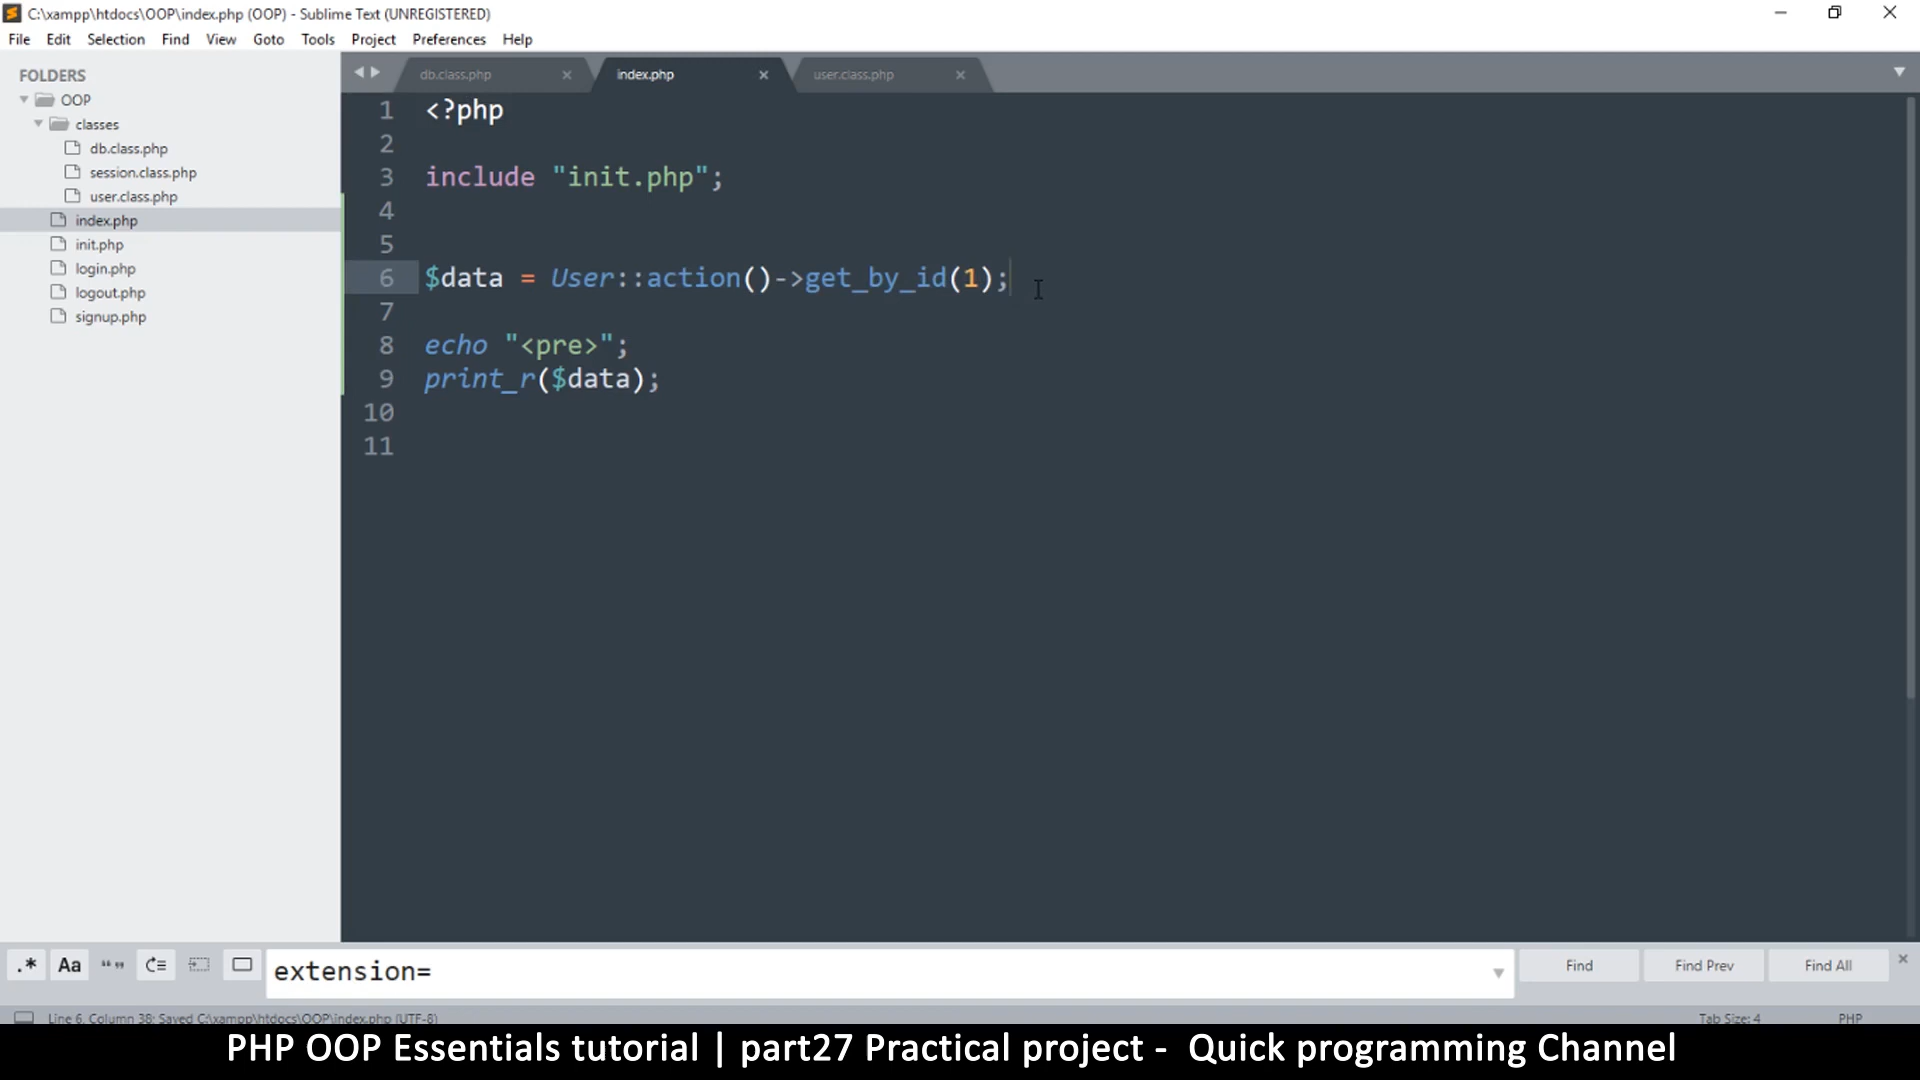 C:\xampp\htdocs\OOP\index.php (OOP) - Sublime Text (UNREGISTERED)
File Edit Selection Find View Goto Tools Project Preferences Help
FOLDERS
OOP
classes
db.class.php
session.class.php
user.class.php
index.php
init.php
login.php
logout.php
signup.php
db.class.php index.php user.class.php
1 <?php
2
3 include "init.php";
4
5
6 $data = User::action()->get_by_id(1);
7
8 echo "<pre>";
9 print_r($data);
10
11
.* Aa “” extension= Find Find Prev Find All
Line 6, Column 38; Saved C:\xampp\htdocs\OOP\index.php (UTF-8) Tab Size: 4 PHP
PHP OOP Essentials tutorial | part27 Practical project - Quick programming Channel